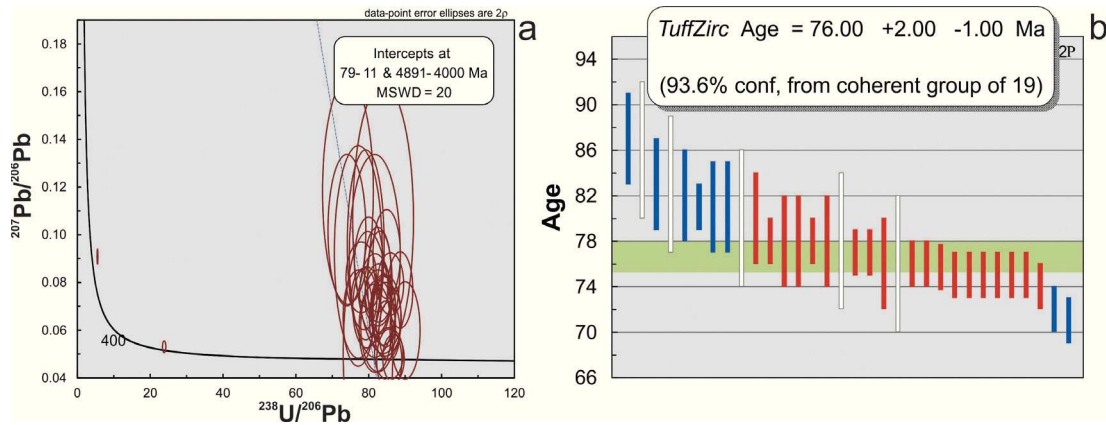 data-point error ellipses are 2ρ
a
0.18
0.16
0.14
0.12
0.10
0.08
0.06
0.04
207Pb/206Pb
Intercepts at
79-11 & 4891-4000 Ma
MSWD = 20
400
0
20
40
60
80
100
120
238U/206Pb
b
TuffZirc Age = 76.00 +2.00 -1.00 Ma
(93.6% conf, from coherent group of 19)
2P
94
90
86
82
78
74
70
66
Age